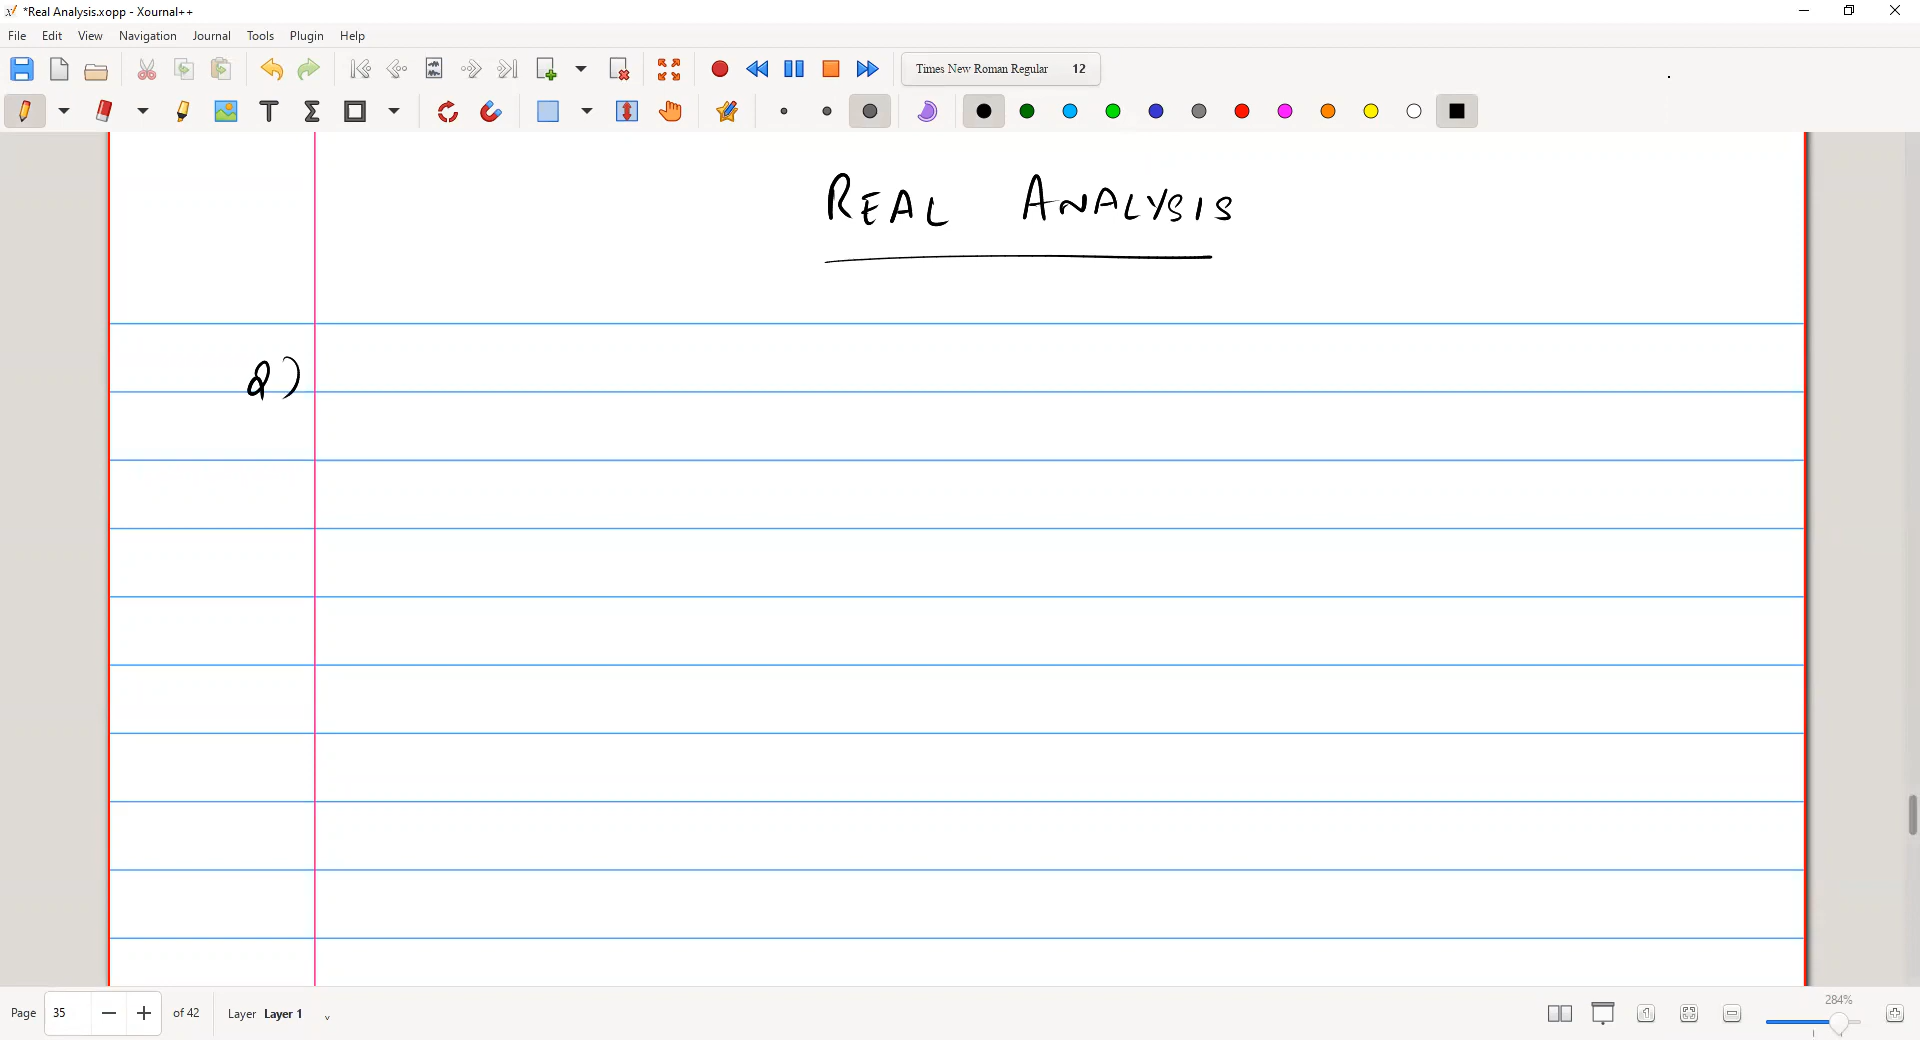 *Real Analysis.xopp - Xournal++
File Edit View Navigation Journal Tools Plugin Help
Times New Roman Regular 12
REAL ANALYSIS
Q)
Page 35 of 42 Layer Layer 1 284%